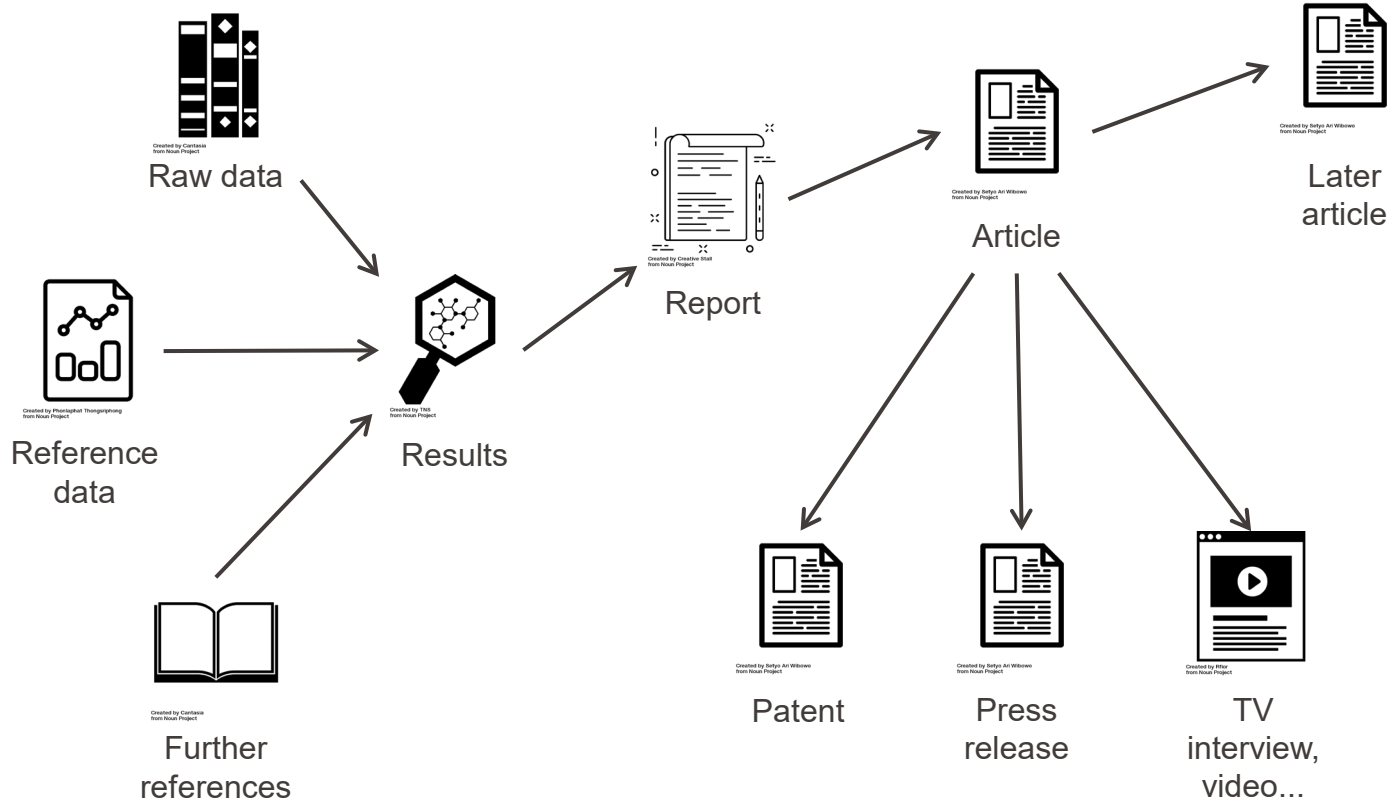 Created by Cantasia
from Noun Project
Raw data
Created by Phonlaphat Thongsriphong
from Noun Project
Reference
data
Created by Cantasia
from Noun Project
Further
references
Created by TNS
from Noun Project
Results
Created by Creative Stall
from Noun Project
Report
Created by Setyo Ari Wibowo
from Noun Project
Article
Created by Setyo Ari Wibowo
from Noun Project
Later
article
Created by Setyo Ari Wibowo
from Noun Project
Patent
Created by Setyo Ari Wibowo
from Noun Project
Press
release
Created by Rflor
from Noun Project
TV
interview,
video...